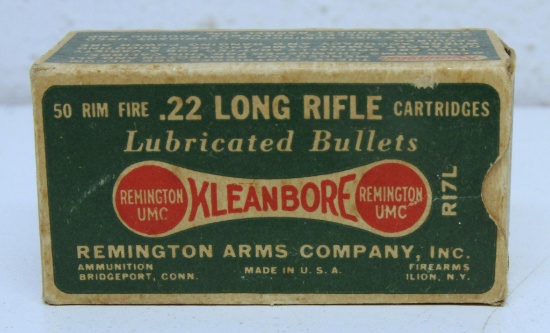 50 RIM FIRE .22 LONG RIFLE CARTRIDGES
Lubricated Bullets
REMINGTON UMC KLEANBORE REMINGTON UMC
R17L
REMINGTON ARMS COMPANY, INC.
AMMUNITION MADE IN U.S.A. FIREARMS
BRIDGEPORT, CONN. ILION, N.Y.